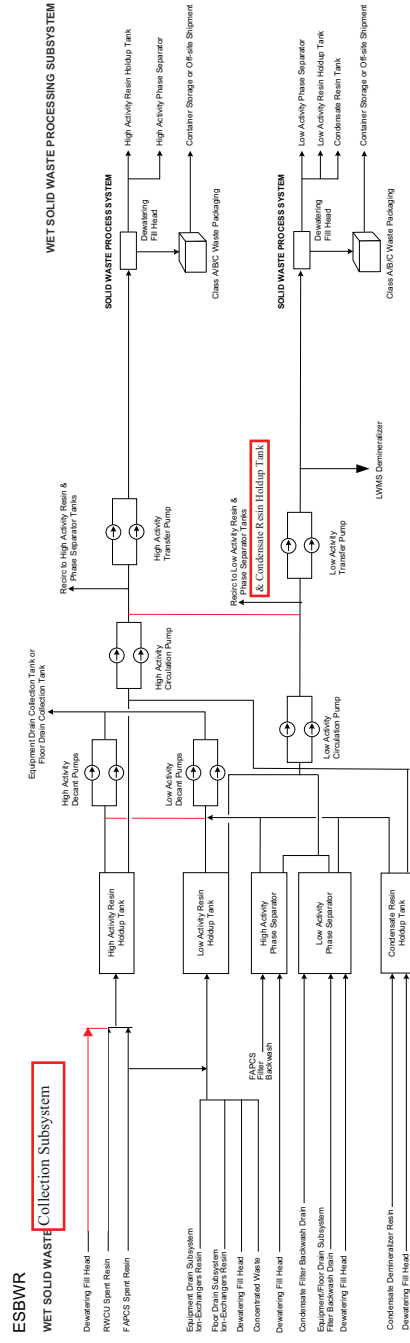 ESBWR
WET SOLID WASTE Collection Subsystem
WET SOLID WASTE PROCESSING SUBSYSTEM
Dewatering Fill Head
RWCU Spent Resin
FAPCS Spent Resin
Equipment Drain Subsystem
Ion-Exchangers Resin
Floor Drain Subsystem
Ion-Exchangers Resin
Dewatering Fill Head
Concentrated Waste
Dewatering Fill Head
Condensate Filter Backwash Drain
Equipment/Floor Drain Subsystem
Filter Backwash Drain
Dewatering Fill Head
Condensate Demineralizer Resin
Dewatering Fill Head
FAPCS
Filter
Backwash
High Activity Resin
Holdup Tank
Low Activity Resin
Holdup Tank
High Activity
Phase Separator
Low Activity
Phase Separator
Condensate Resin
Holdup Tank
High Activity
Decant Pumps
Low Activity
Decant Pumps
Equipment Drain Collection Tank or
Floor Drain Collection Tank
High Activity
Circulation Pump
Low Activity
Circulation Pump
Recirc to High Activity Resin &
Phase Separator Tanks
Recirc to Low Activity Resin &
Phase Separator Tanks
& Condensate Resin Holdup Tank
High Activity
Transfer Pump
Low Activity
Transfer Pump
LWMS Demineralizer
SOLID WASTE PROCESS SYSTEM
Dewatering
Fill Head
Class A/B/C Waste Packaging
High Activity Resin Holdup Tank
High Activity Phase Separator
Container Storage or Off-site Shipment
SOLID WASTE PROCESS SYSTEM
Dewatering
Fill Head
Class A/B/C Waste Packaging
Low Activity Phase Separator
Low Activity Resin Holdup Tank
Condensate Resin Tank
Container Storage or Off-site Shipment